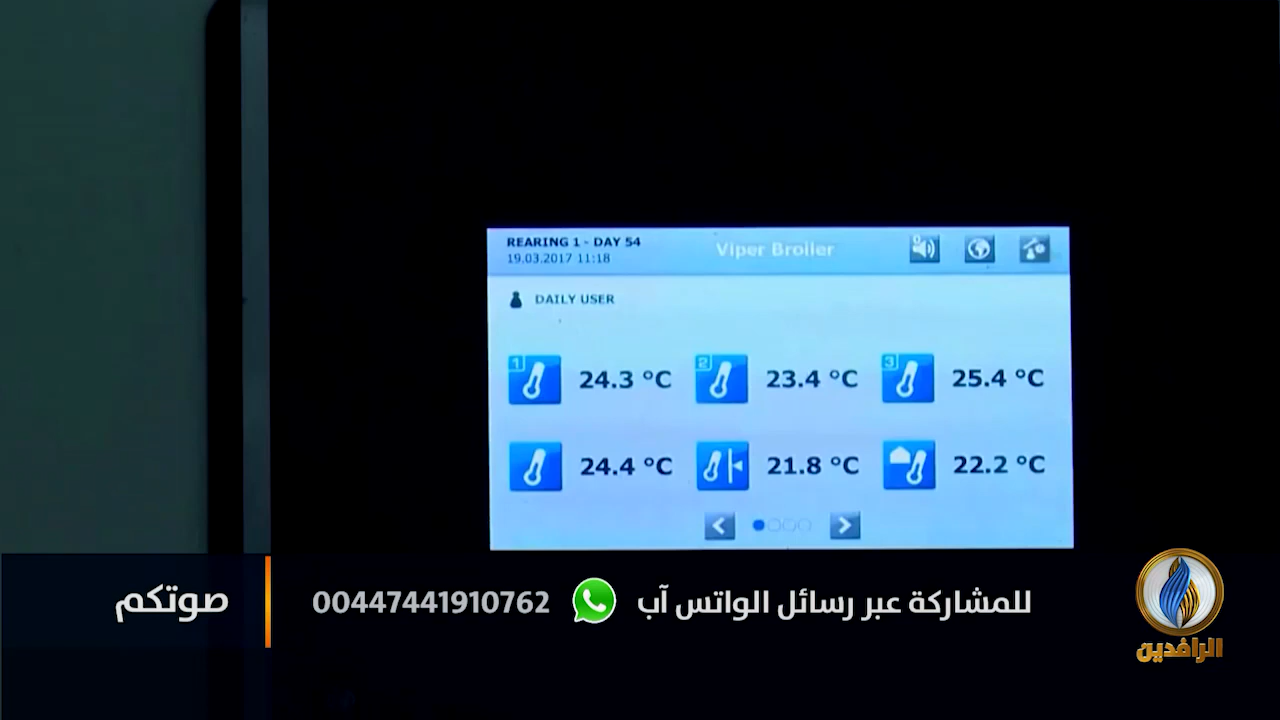 REARING 1 - DAY 54
19.03.2017 11:18
Viper Broiler
0
DAILY USER
1 24.3 °C
2 23.4 °C
3 25.4 °C
24.4 °C
21.8 °C
22.2 °C
للمشاركة عبر رسائل الواتس آب 00447441910762
صوتكم
الرافدين